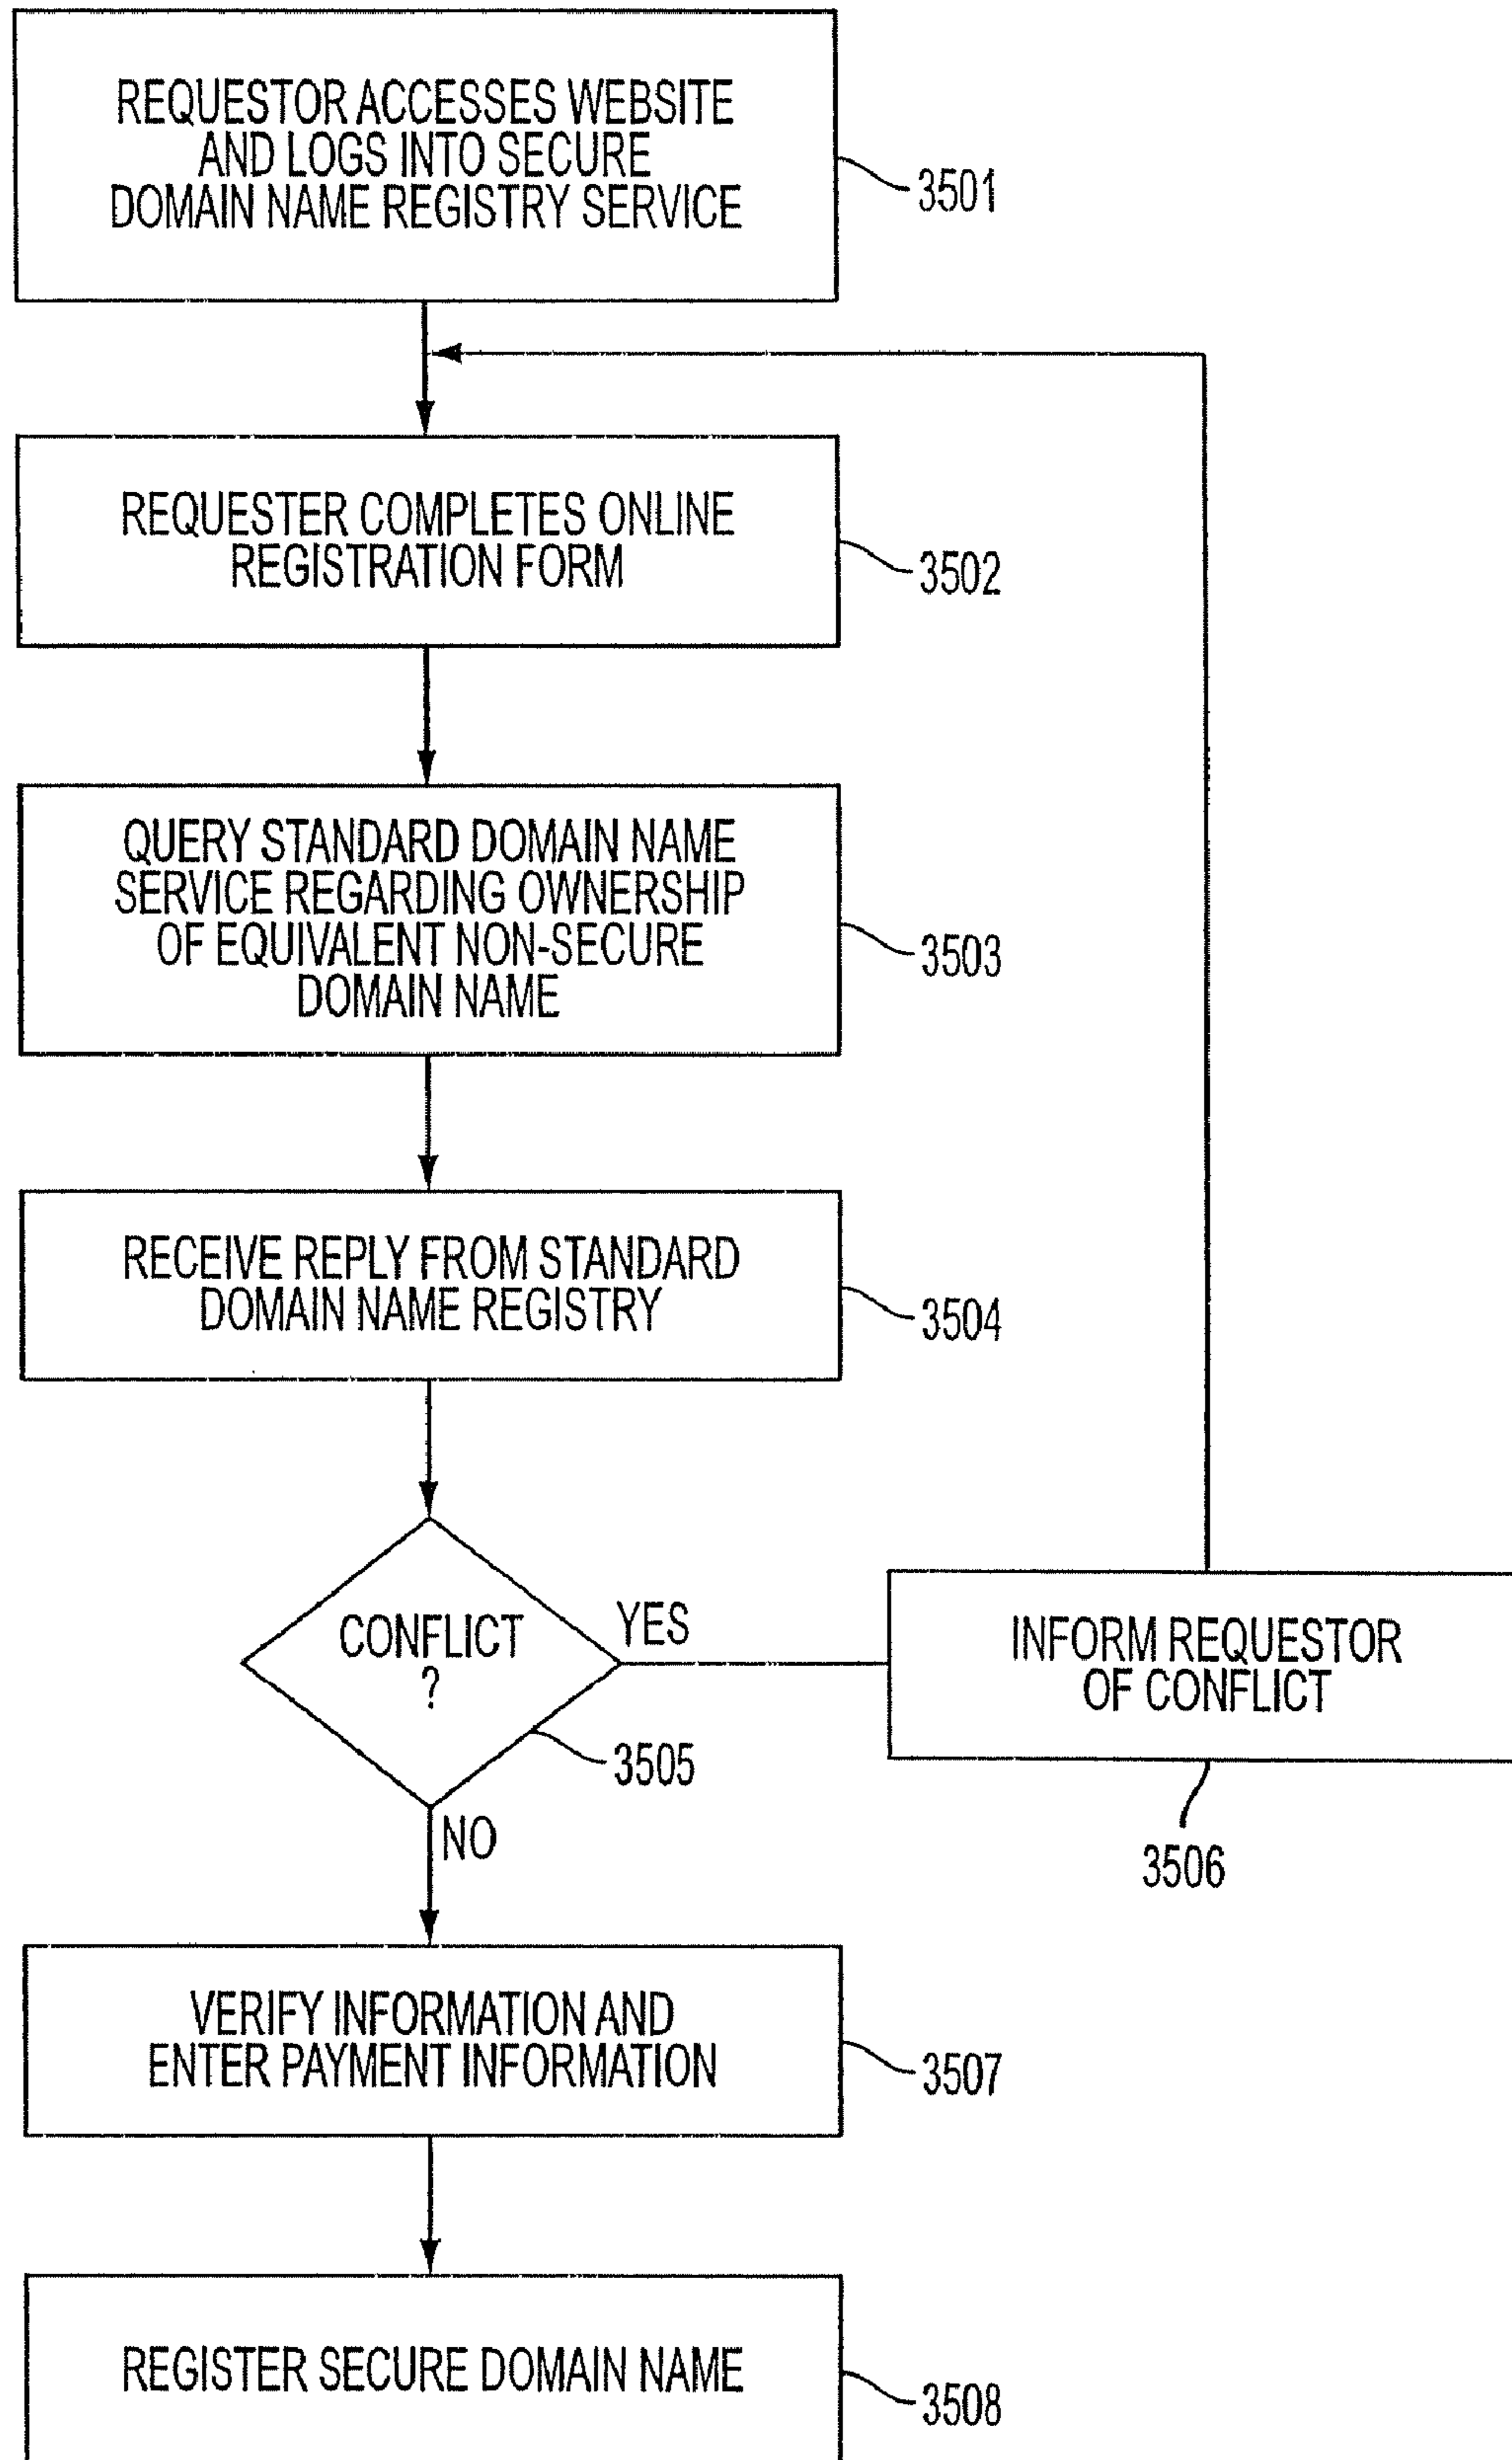 REQUESTOR ACCESSES WEBSITE
AND LOGS INTO SECURE
DOMAIN NAME REGISTRY SERVICE
3501
REQUESTER COMPLETES ONLINE
REGISTRATION FORM
3502
QUERY STANDARD DOMAIN NAME
SERVICE REGARDING OWNERSHIP
OF EQUIVALENT NON-SECURE
DOMAIN NAME
3503
RECEIVE REPLY FROM STANDARD
DOMAIN NAME REGISTRY
3504
CONFLICT
?
3505
YES
INFORM REQUESTOR
OF CONFLICT
3506
NO
VERIFY INFORMATION AND
ENTER PAYMENT INFORMATION
3507
REGISTER SECURE DOMAIN NAME
3508